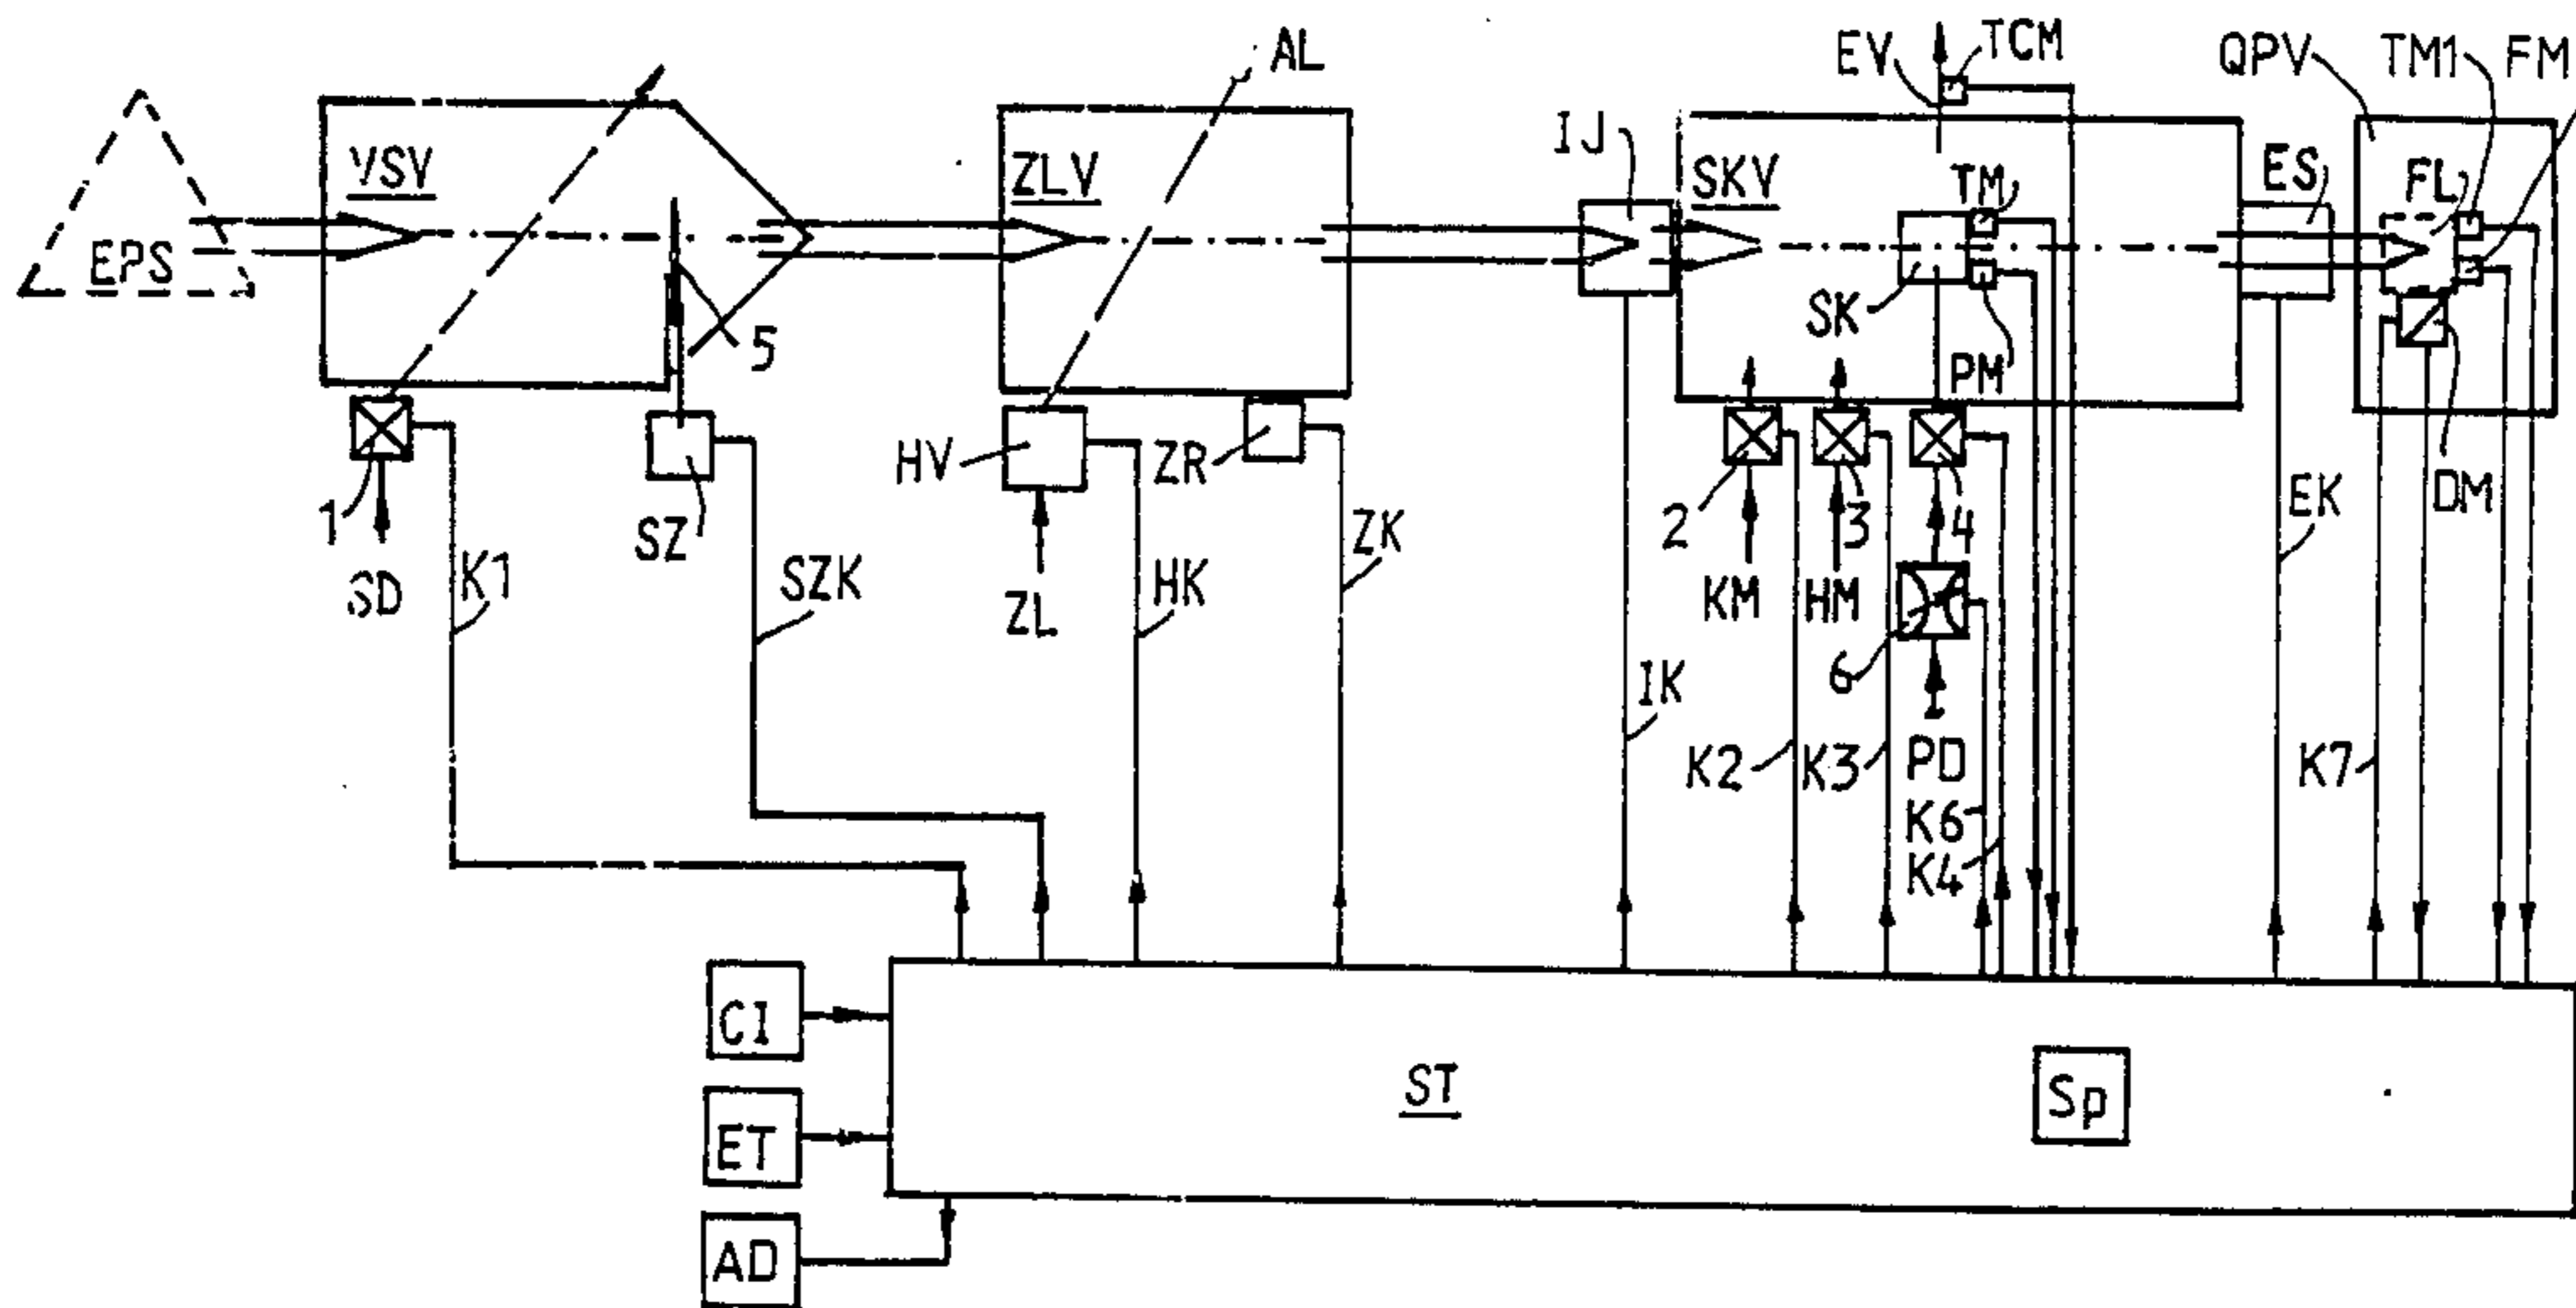 AL
EV
TCM
QPV
TM1
FM
IJ
VSV
ZLV
SKV
TM
ES
FL
EPS
5
SK
PM
1
SZ
HV
ZR
2
3
4
DM
EK
SD
K1
SZK
ZL
HK
ZK
KM
HM
6
IK
K2
K3
PD
K7
K6
K4
CI
ET
ST
Sp
AD